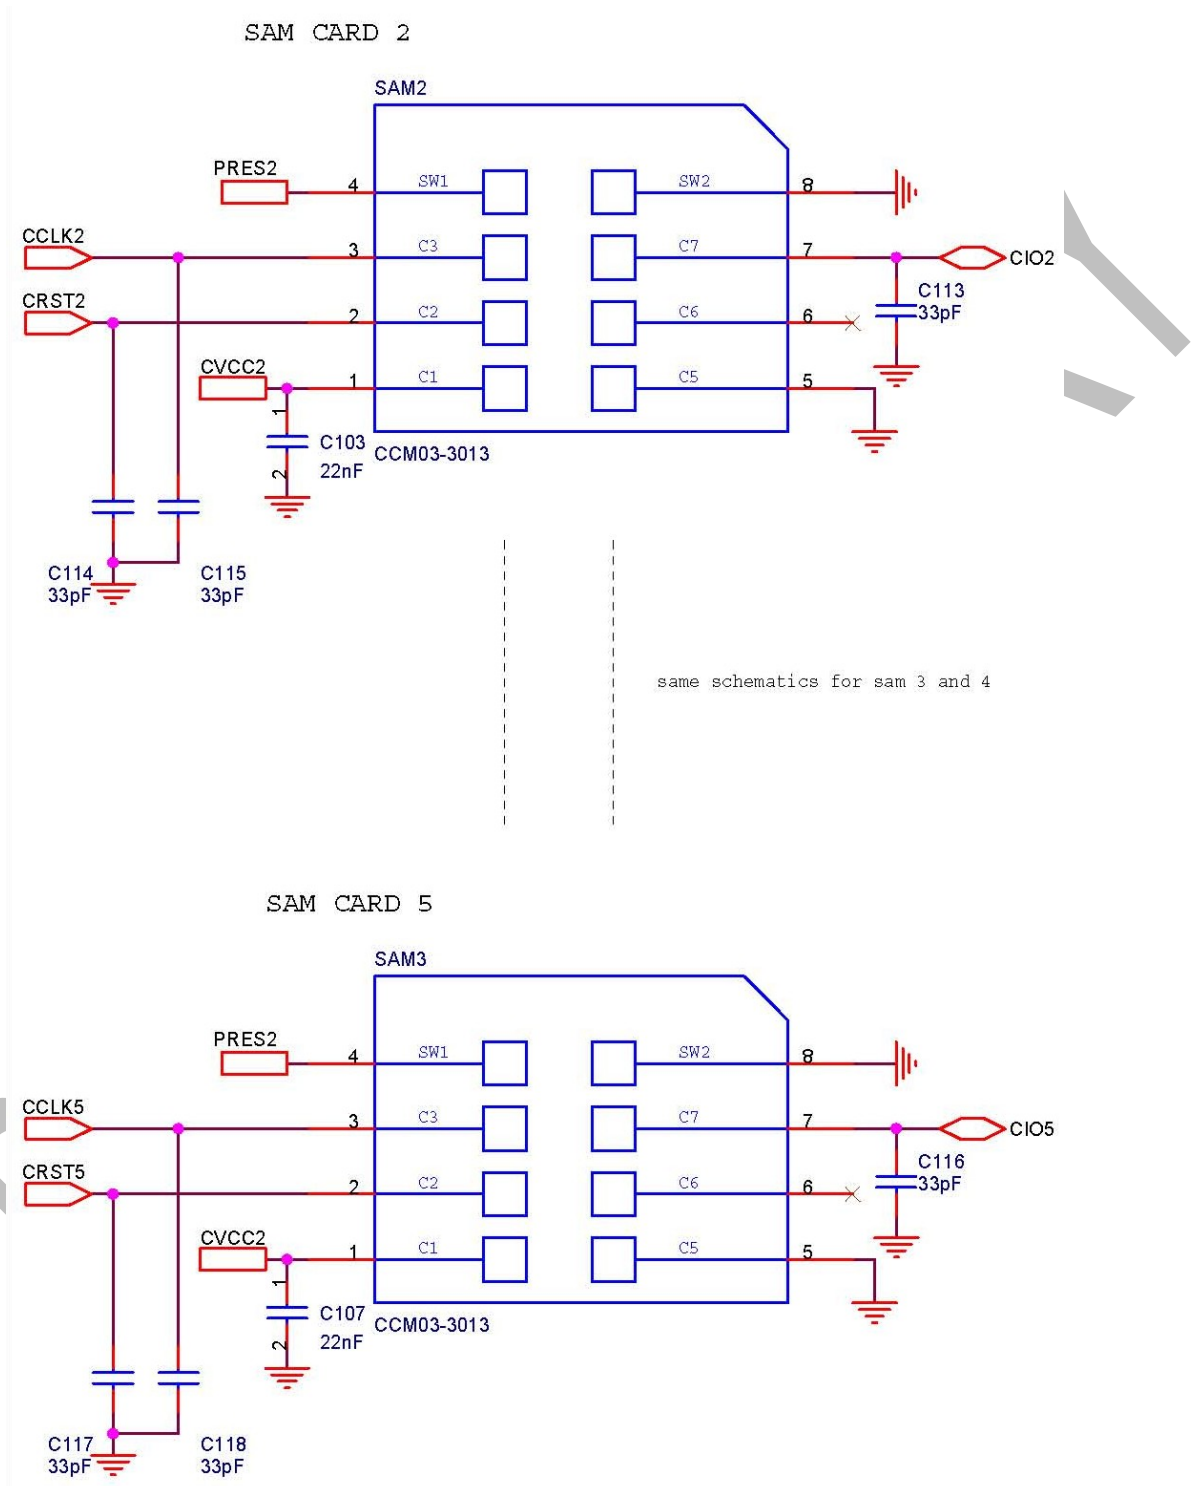 SAM CARD 2
SAM2
PRES2 4 SW1 SW2 8
CCLK2 3 C3 C7 7 CIO2
C113
CRST2 2 C2 C6 6 33pF
CVCC2 1 C1 C5 5
1
C103
CCM03-3013
2 22nF
C114 C115
33pF 33pF
same schematics for sam 3 and 4
SAM CARD 5
SAM3
PRES2 4 SW1 SW2 8
CCLK5 3 C3 C7 7 CIO5
C116
CRST5 2 C2 C6 6 33pF
CVCC2 1 C1 C5 5
1
C107
CCM03-3013
2 22nF
C117 C118
33pF 33pF